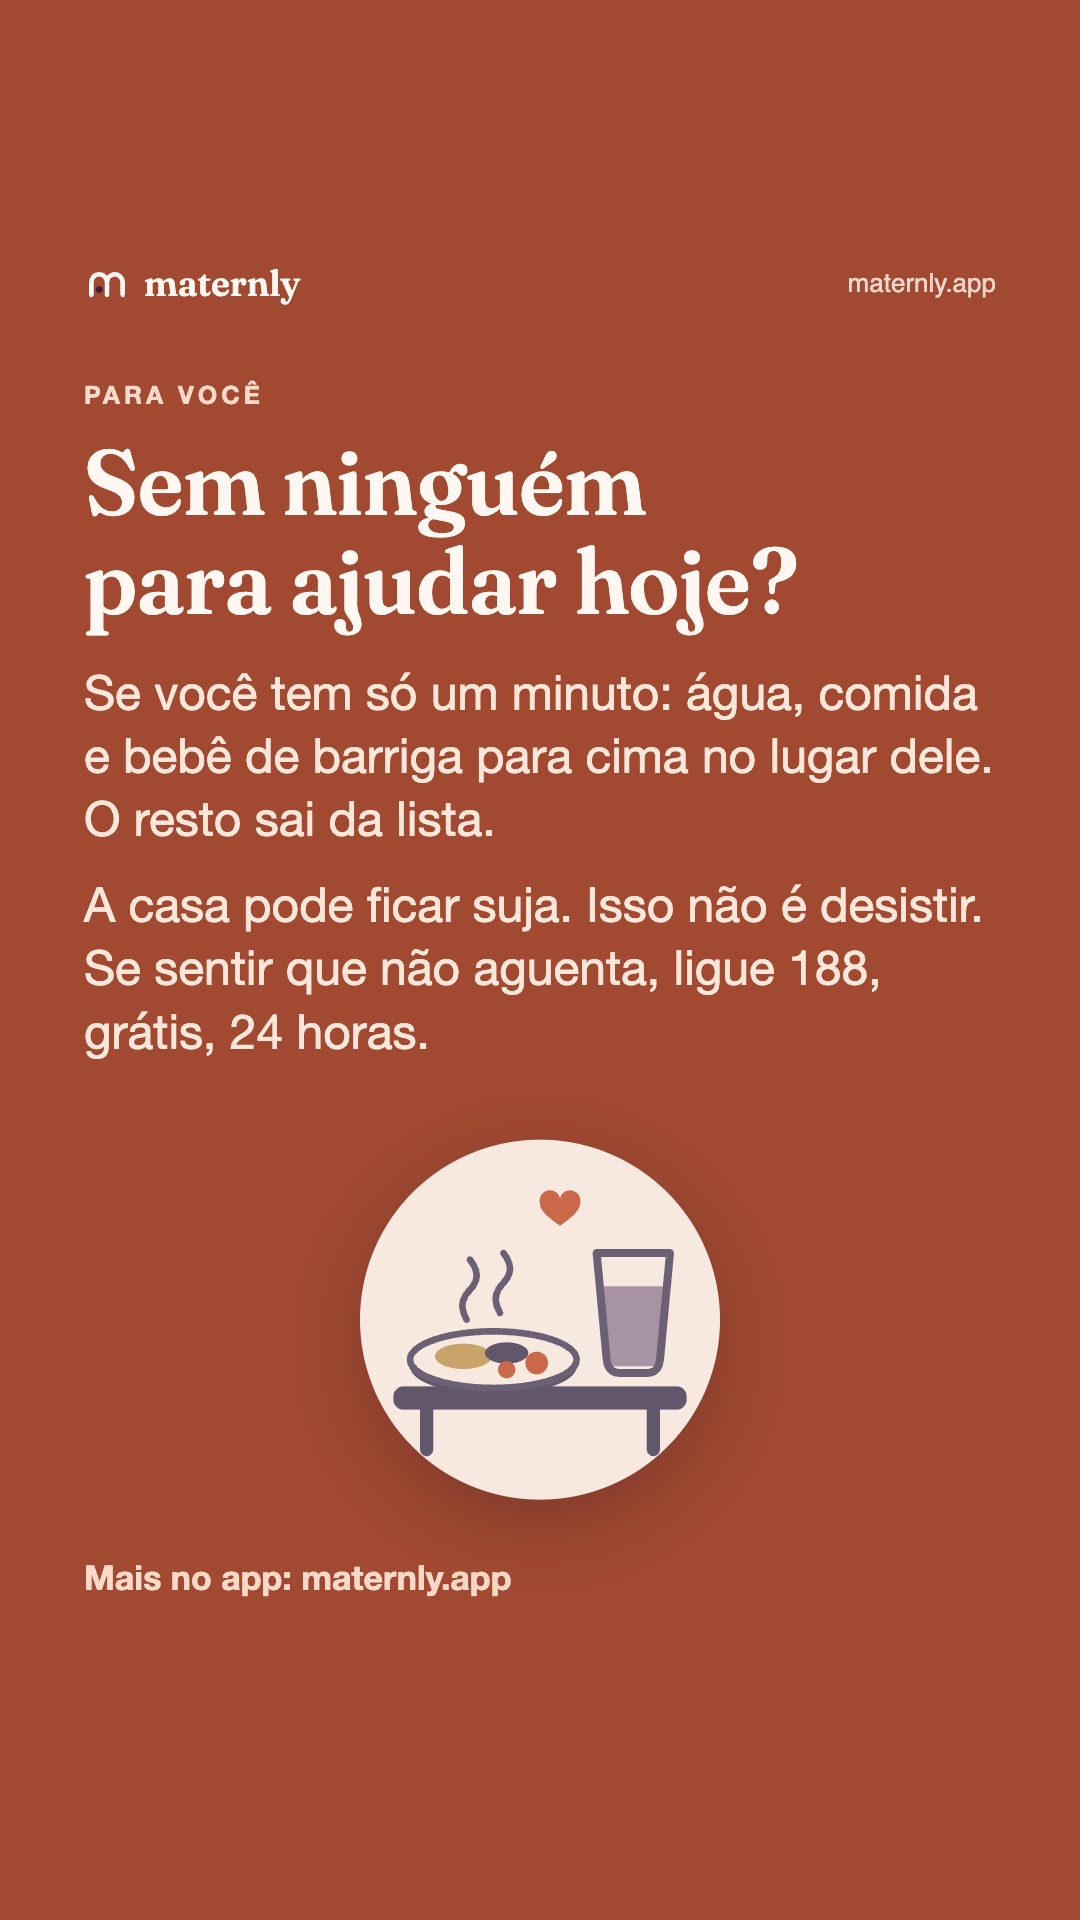 maternly
maternly.app
PARA VOCÊ
Sem ninguém
para ajudar hoje?
Se você tem só um minuto: água, comida
e bebê de barriga para cima no lugar dele.
O resto sai da lista.
A casa pode ficar suja. Isso não é desistir.
Se sentir que não aguenta, ligue 188,
grátis, 24 horas.
Mais no app: maternly.app